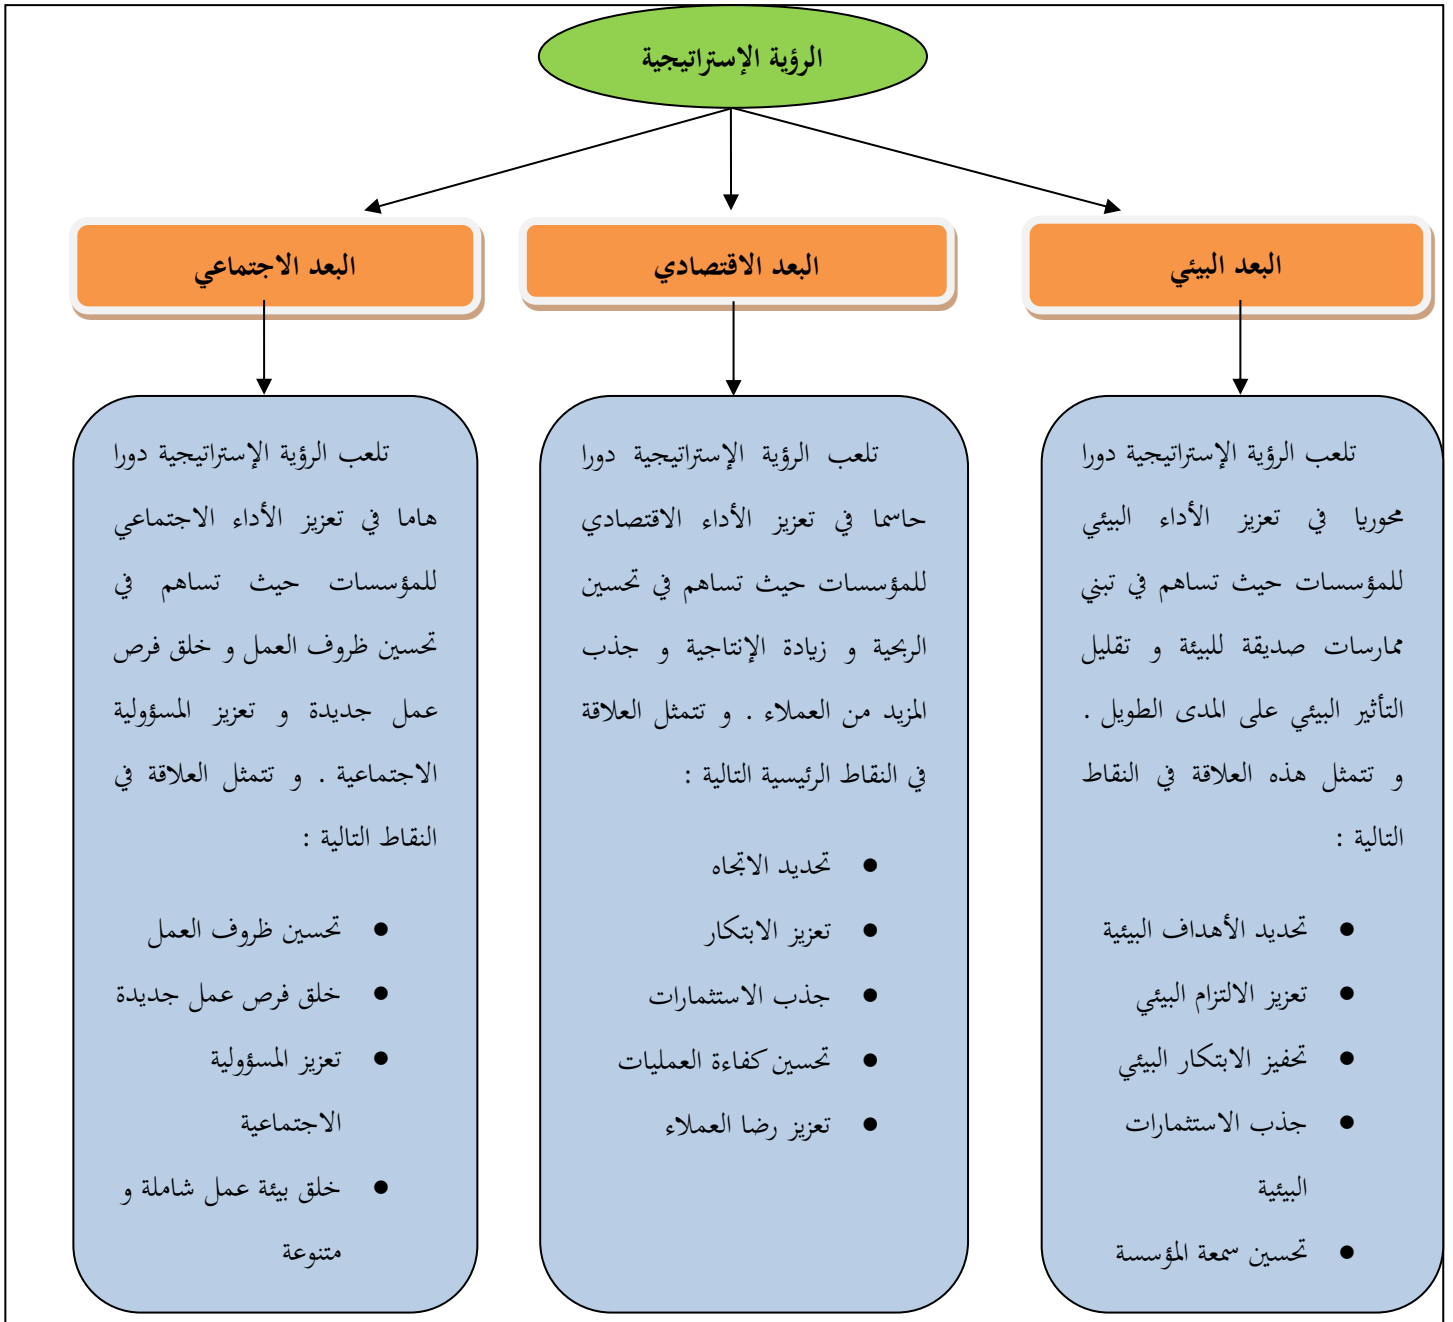 الرؤية الإستراتيجية
البعد البيئي
البعد الاقتصادي
البعد الاجتماعي
تلعب الرؤية الإستراتيجية دورا
محوريا في تعزيز الأداء البيئي
للمؤسسات حيث تساهم في تبني
ممارسات صديقة للبيئة و تقليل
التأثير البيئي على المدى الطويل .
و تتمثل هذه العلاقة في النقاط
التالية :
● تحديد الأهداف البيئية
● تعزيز الالتزام البيئي
● تحفيز الابتكار البيئي
● جذب الاستثمارات
البيئية
● تحسين سمعة المؤسسة
تلعب الرؤية الإستراتيجية دورا
حاسما في تعزيز الأداء الاقتصادي
للمؤسسات حيث تساهم في تحسين
الربحية و زيادة الإنتاجية و جذب
المزيد من العملاء . و تتمثل العلاقة
في النقاط الرئيسية التالية :
● تحديد الاتجاه
● تعزيز الابتكار
● جذب الاستثمارات
● تحسين كفاءة العمليات
● تعزيز رضا العملاء
تلعب الرؤية الإستراتيجية دورا
هاما في تعزيز الأداء الاجتماعي
للمؤسسات حيث تساهم في
تحسين ظروف العمل و خلق فرص
عمل جديدة و تعزيز المسؤولية
الاجتماعية . و تتمثل العلاقة في
النقاط التالية :
● تحسين ظروف العمل
● خلق فرص عمل جديدة
● تعزيز المسؤولية
الاجتماعية
● خلق بيئة عمل شاملة و
متنوعة